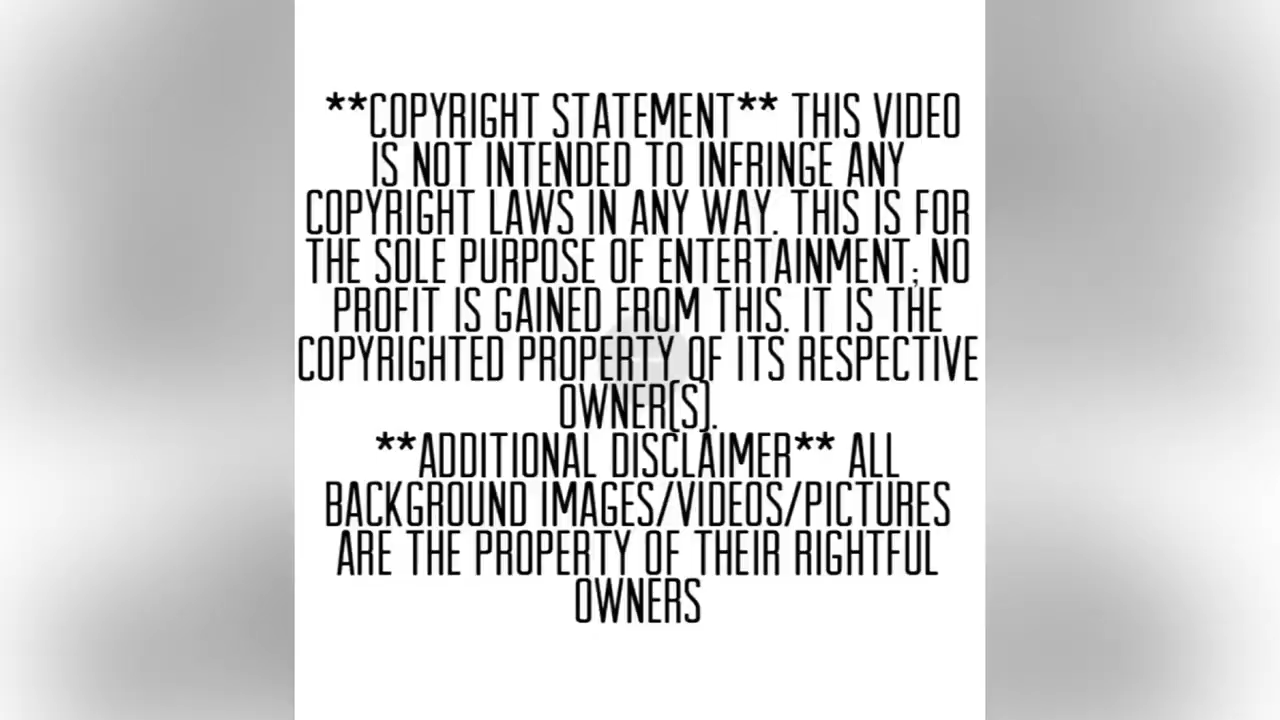 **COPYRIGHT STATEMENT** THIS VIDEO
IS NOT INTENDED TO INFRINGE ANY
COPYRIGHT LAWS IN ANY WAY. THIS IS FOR
THE SOLE PURPOSE OF ENTERTAINMENT; NO
PROFIT IS GAINED FROM THIS. IT IS THE
COPYRIGHTED PROPERTY OF ITS RESPECTIVE
OWNER(S).
**ADDITIONAL DISCLAIMER** ALL
BACKGROUND IMAGES/VIDEOS/PICTURES
ARE THE PROPERTY OF THEIR RIGHTFUL
OWNERS